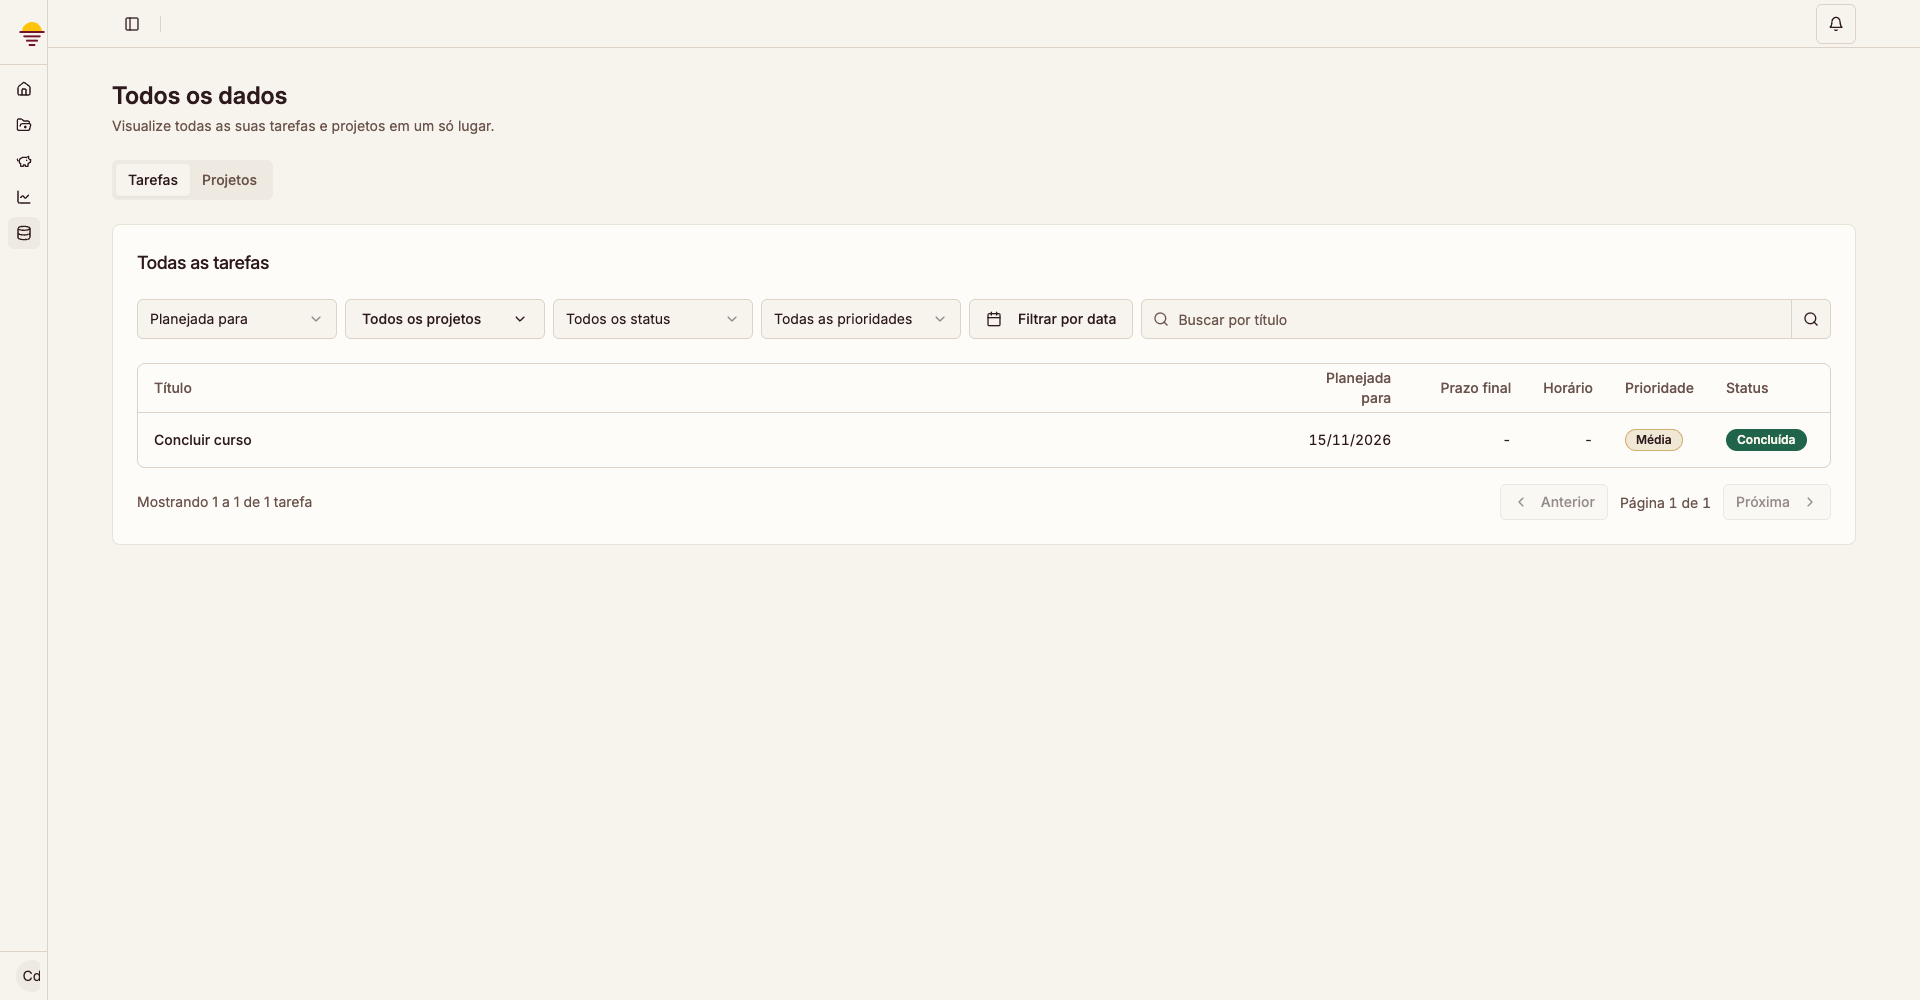 Todos os dados
Visualize todas as suas tarefas e projetos em um só lugar.
Tarefas
Projetos
Todas as tarefas
Planejada para
Todos os projetos
Todos os status
Todas as prioridades
Filtrar por data
Buscar por título
Título
Planejada
para
Prazo final
Horário
Prioridade
Status
Concluir curso
15/11/2026
-
-
Média
Concluída
Mostrando 1 a 1 de 1 tarefa
Anterior
Página 1 de 1
Próxima
Cd